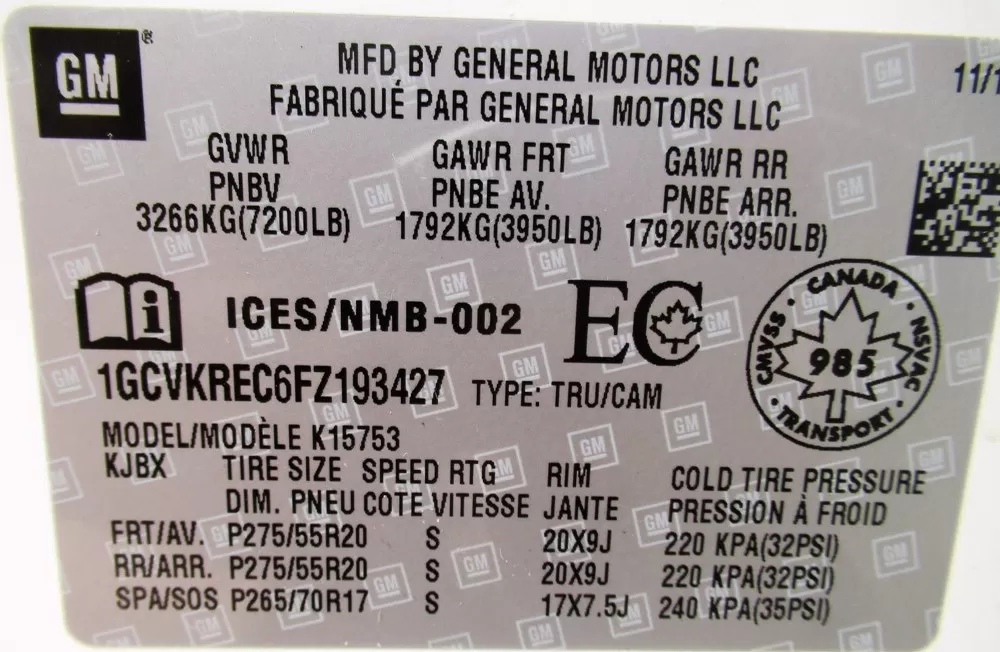 GM®
MFD BY GENERAL MOTORS LLC 11/1
FABRIQUÉ PAR GENERAL MOTORS LLC
GVWR GAWR FRT GAWR RR
PNBV PNBE AV. PNBE ARR.
3266KG(7200LB) 1792KG(3950LB) 1792KG(3950LB)
i ICES/NMB-002 EC
CANADA
CMVSS 985 NSVAC
TRANSPORT
1GCVKREC6FZ193427 TYPE: TRU/CAM
MODEL/MODÈLE K15753
KJBX TIRE SIZE SPEED RTG RIM COLD TIRE PRESSURE
DIM. PNEU COTE VITESSE JANTE PRESSION À FROID
FRT/AV. P275/55R20 S 20X9J 220 KPA(32PSI)
RR/ARR. P275/55R20 S 20X9J 220 KPA(32PSI)
SPA/SOS P265/70R17 S 17X7.5J 240 KPA(35PSI)